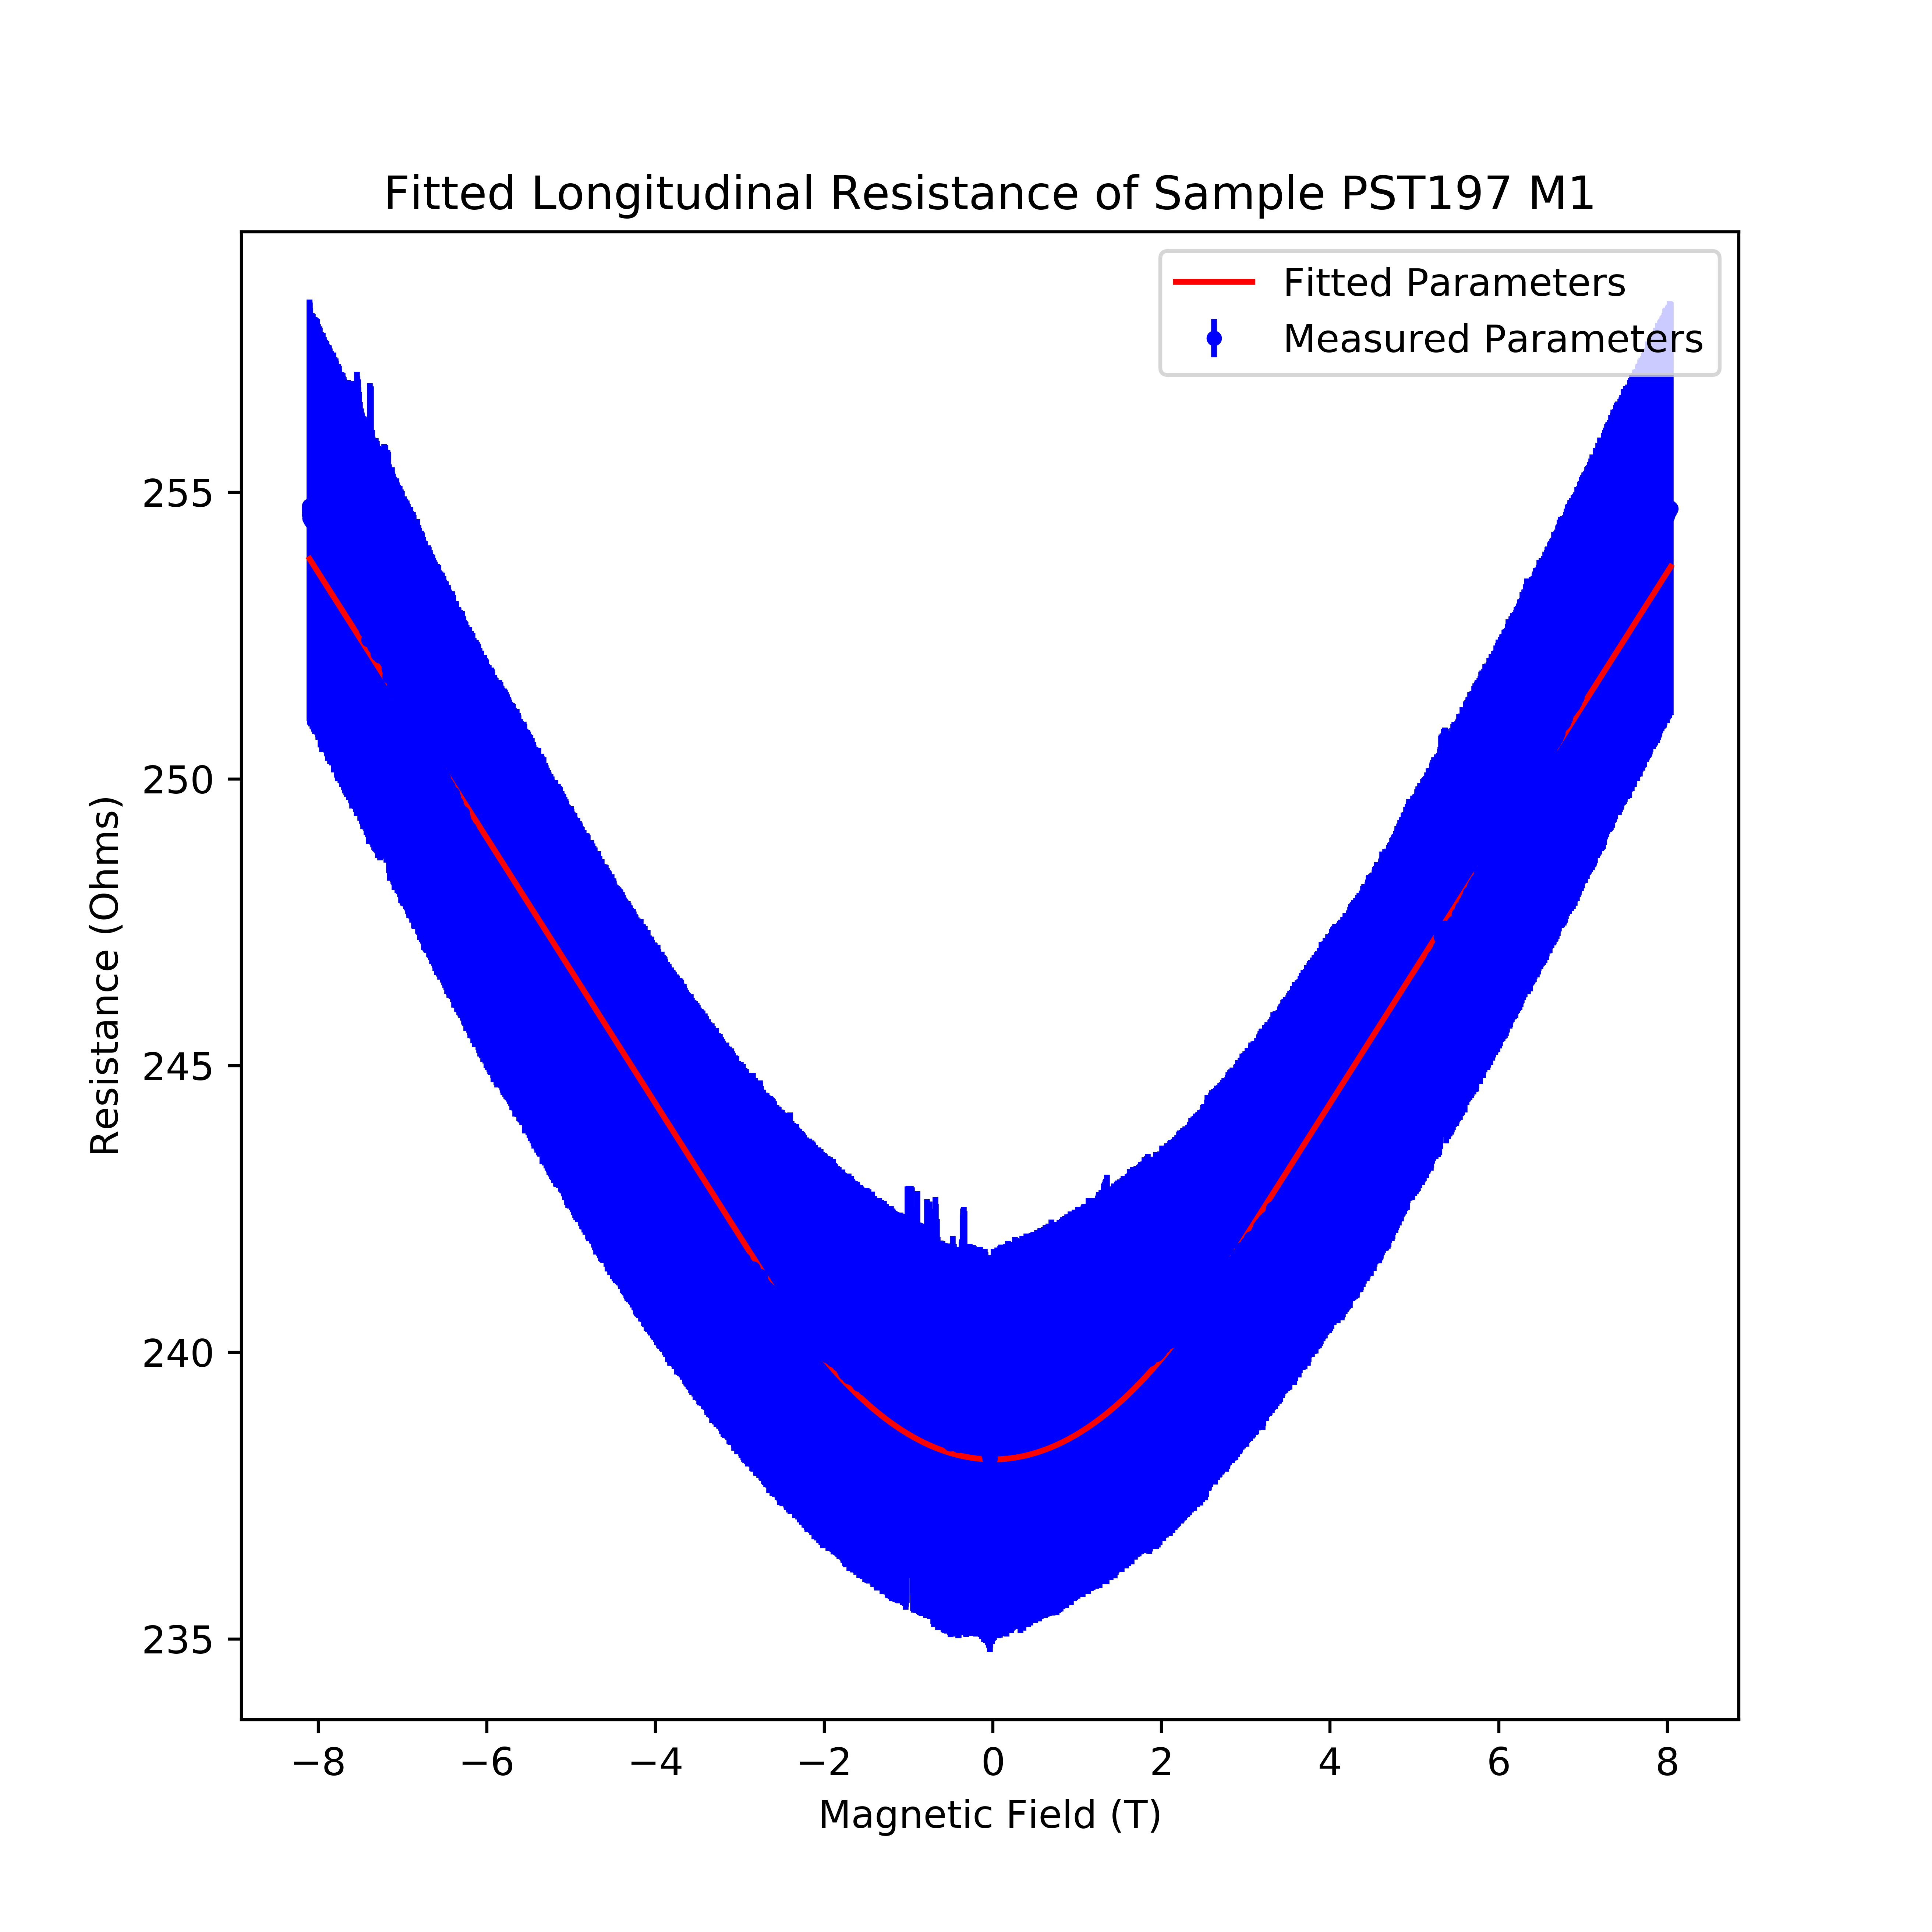 Fitted Longitudinal Resistance of Sample PST197 M1
Fitted Parameters
Measured Parameters
255
250
245
240
235
Resistance (Ohms)
−8 −6 −4 −2 0 2 4 6 8
Magnetic Field (T)